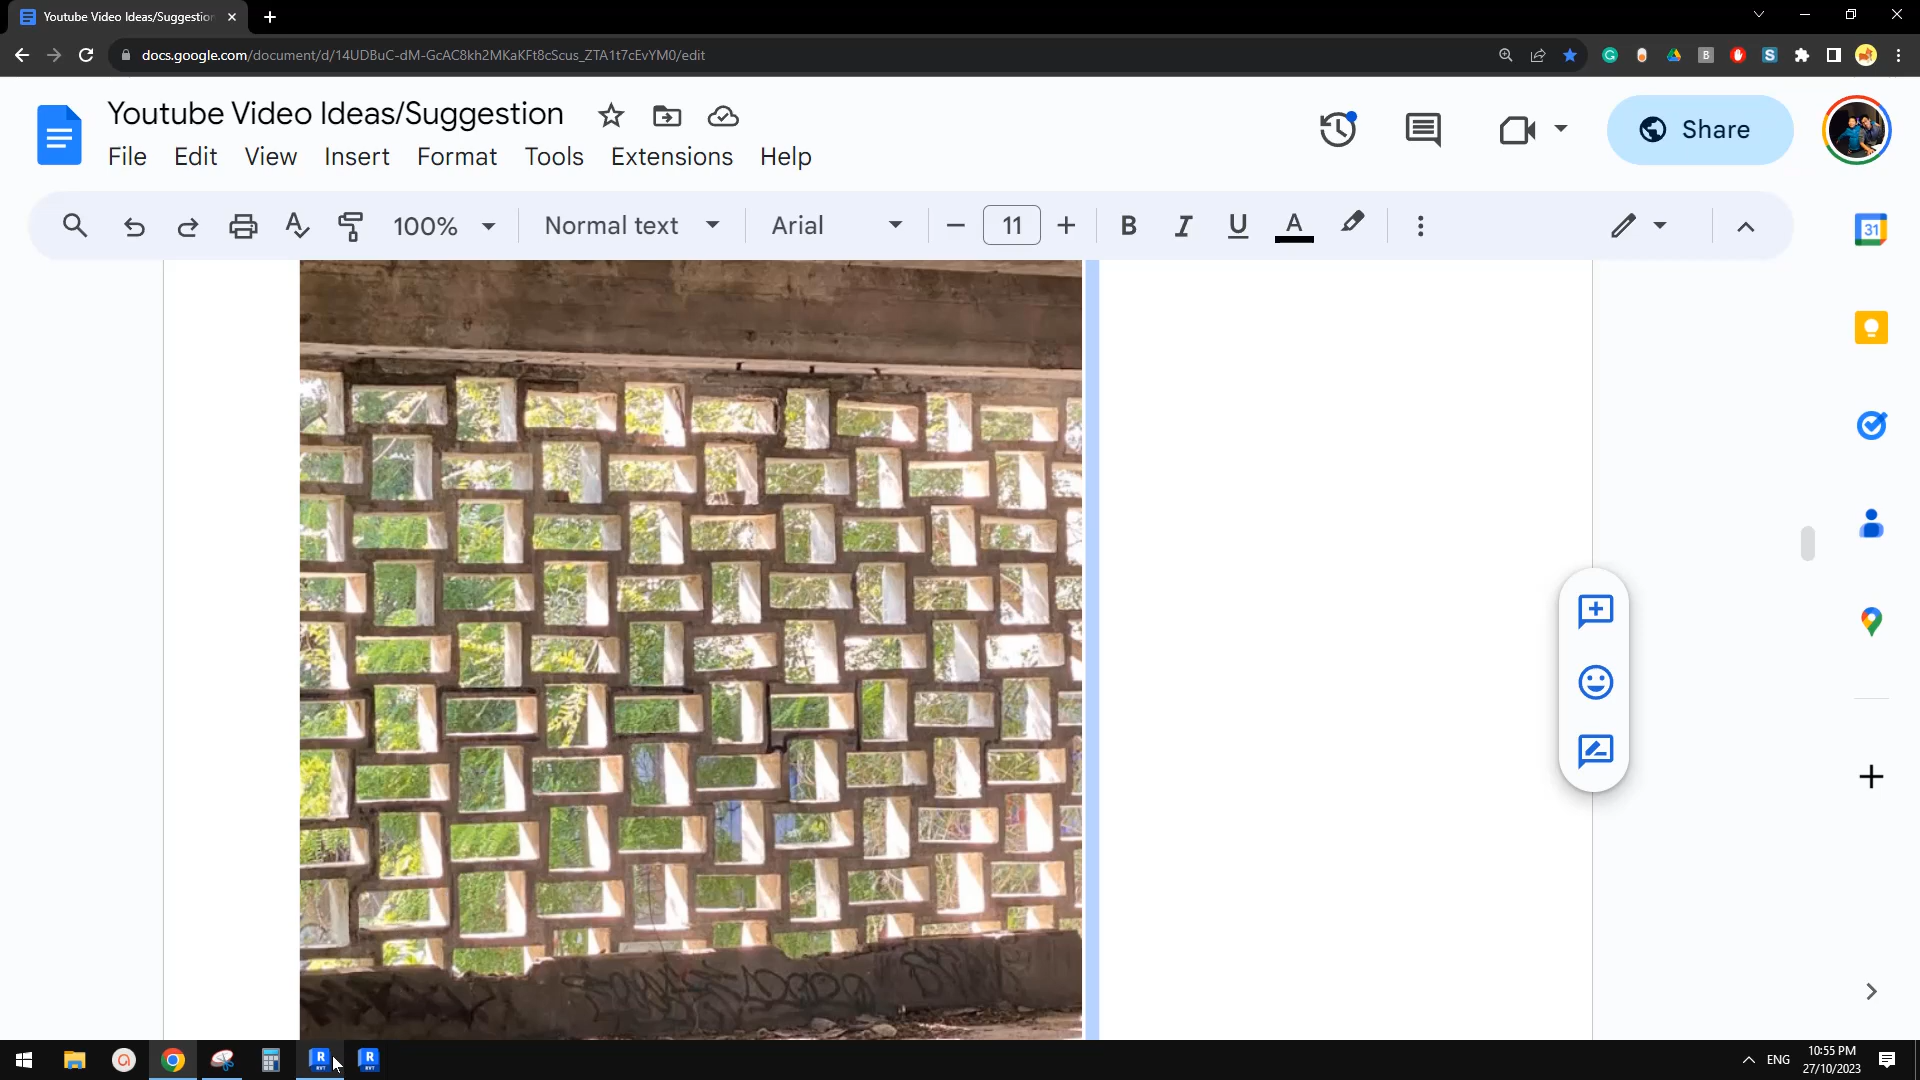 Youtube Video Ideas/Suggestion
docs.google.com/document/d/14UDBuC-dM-GcAC8kh2MKaKFt8cScus_ZTA1t7cEvYM0/edit
Youtube Video Ideas/Suggestion
Share
File Edit View Insert Format Tools Extensions Help
100% Normal text Arial 11 B I U A
31
ENG
10:55 PM
27/10/2023